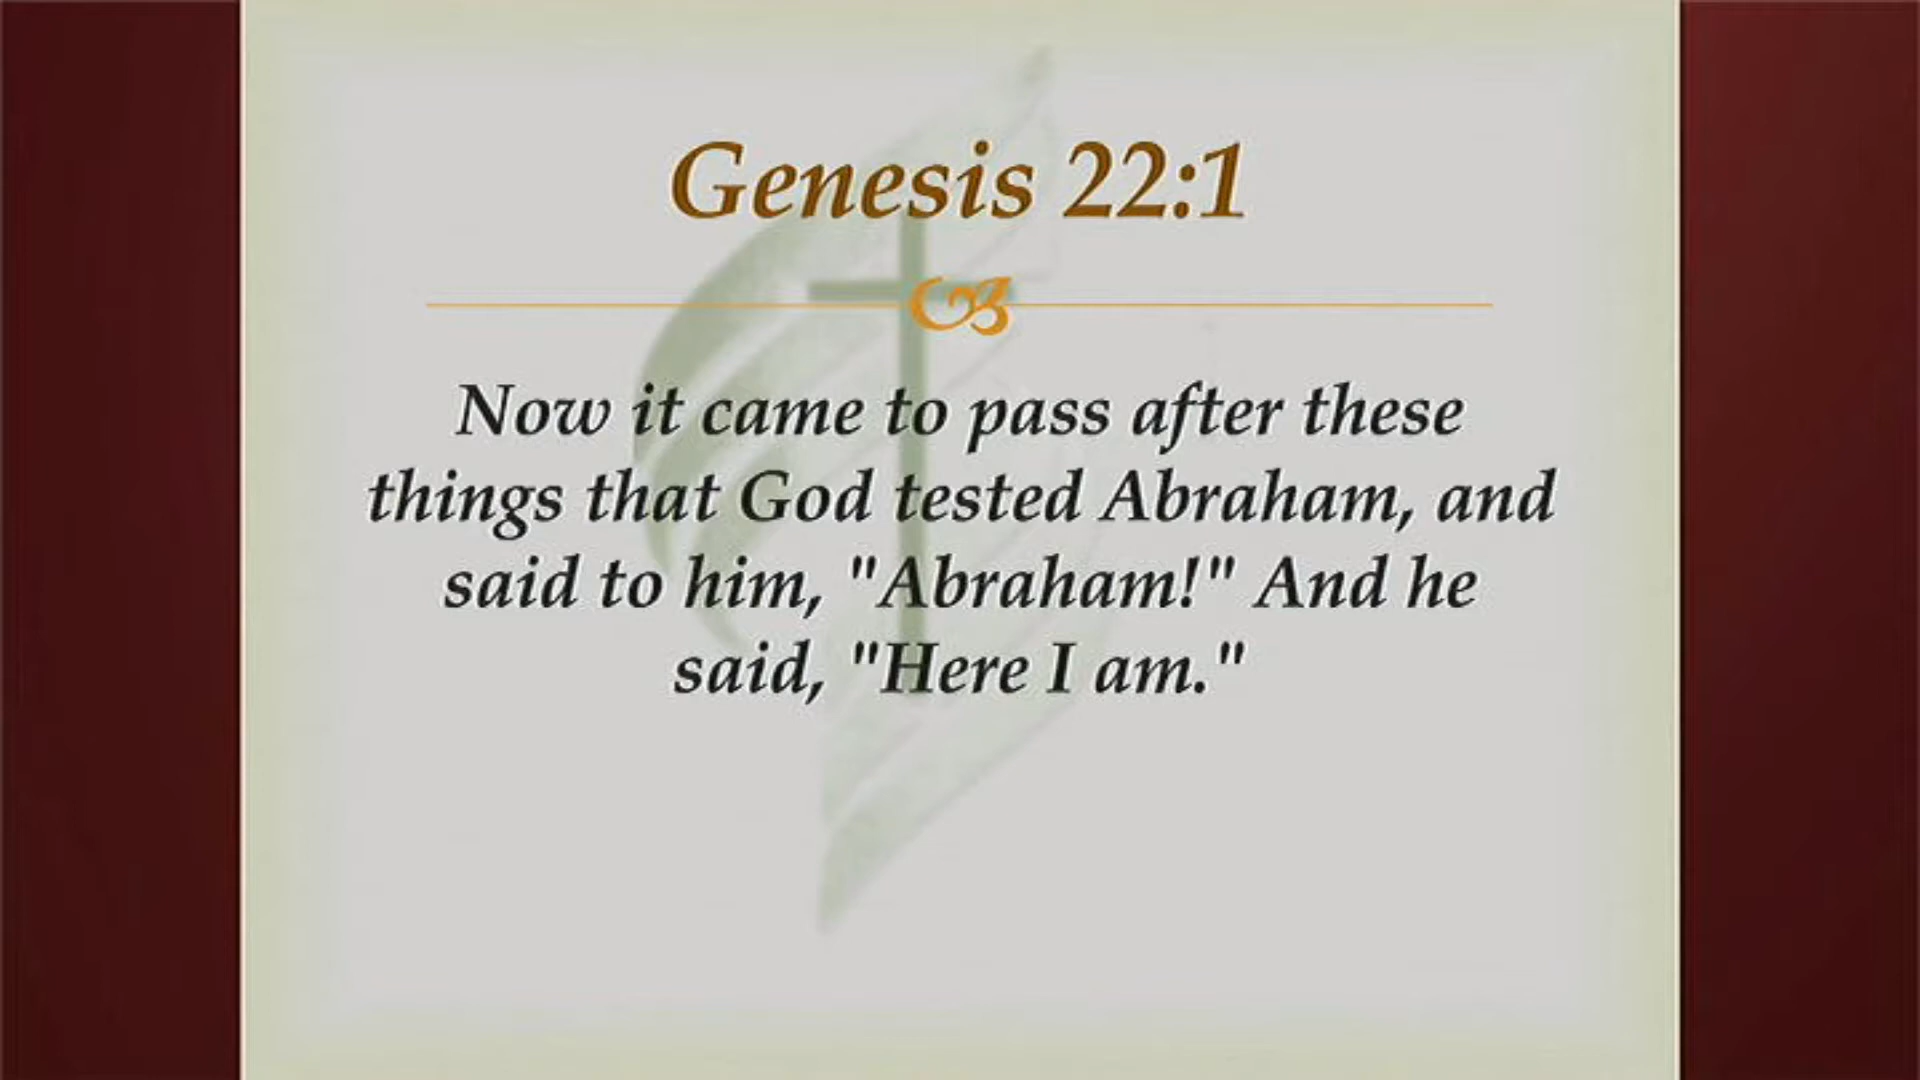 Genesis 22:1
Now it came to pass after these
things that God tested Abraham, and
said to him, "Abraham!" And he
said, "Here I am."